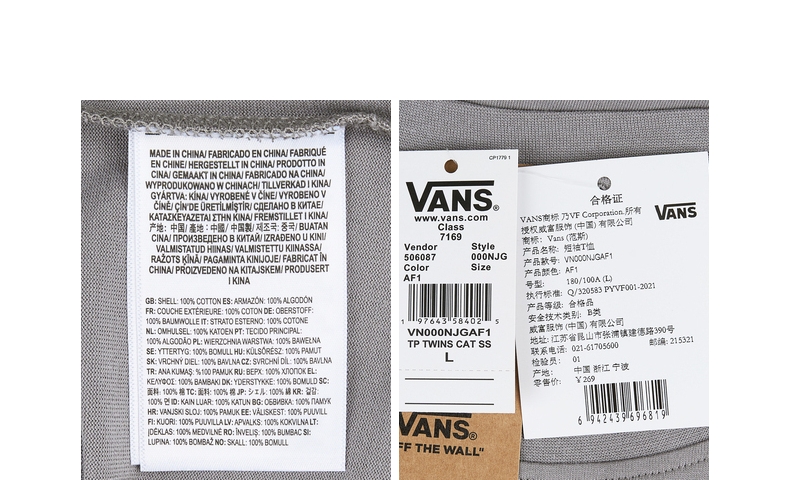 MADE IN CHINA/ FABRICADO EN CHINA/ FABRIQUÉ
EN CHINE/ HERGESTELLT IN CHINA/ PRODOTTO IN
CINA/ GEMAAKT IN CHINA/ FABRICADO NA CHINA/
WYPRODUKOWANO W CHINACH/ TILLVERKAD I KINA/
GYÁRTVA: KÍNA/ VYROBENÉ V ČÍNE/ VYROBENO V
ČÍNĚ/ ÇİN'DE ÜRETİLMİŞTİR/ СДЕЛАНО В КИТАЕ/
ΚΑΤΑΣΚΕΥΑΖΕΤΑΙ ΣΤΗΝ ΚΙΝΑ/ FREMSTILLET I KINA/
产地: 中国/ 產地: 中國/ 中国製/ 제조국: 중국/ BUATAN
CINA/ ПРОИЗВЕДЕНО В КИТАЙ/ IZRAĐENO U KINI/
VALMISTATUD HIINAS/ VALMISTETTU KIINASSA/
RAŽOTS ĶĪNĀ/ PAGAMINTA KINIJOJE/ FABRICAT ÎN
CHINA/ PROIZVEDENO NA KITAJSKEM/ PRODUSERT
I KINA
GB: SHELL: 100% COTTON ES: ARMAZÓN: 100% ALGODÓN
FR: COUCHE EXTÉRIEURE: 100% COTON DE: OBERSTOFF:
100% BAUMWOLLE IT: STRATO ESTERNO: 100% COTONE
NL: OMHULSEL: 100% KATOEN PT: TECIDO PRINCIPAL:
100% ALGODÃO PL: WIERZCHNIA WARSTWA: 100% BAWEŁNA
SE: YTTERTYG: 100% BOMULL HU: KÜLSŐRÉSZ: 100% PAMUT
SK: VRCHNÝ DIEL: 100% BAVLNA CZ: SVRCHNÍ DÍL: 100% BAVLNA
TR: ANA KUMAŞ: %100 PAMUK RU: ВЕРХ: 100% ХЛОПОК EL:
ΚΕΛΥΦΟΣ: 100% ΒΑΜΒΑΚΙ DK: YDERSTYKKE: 100% BOMULD SC:
面料: 100% 棉 TC: 面料: 100% 棉 JP: シェル: 100% 綿 KR: 겉감:
100% 면 ID: KAIN LUAR: 100% KATUN BG: ОБВИВКА: 100% ПАМУК
HR: VANJSKI SLOJ: 100% PAMUK EE: VÄLISKEST: 100% PUUVILL
FI: KUORI: 100% PUUVILLA LV: APVALKS: 100% KOKVILNA LT:
ĮDĖKLAS: 100% MEDVILNĖ RO: ÎNVELIȘ: 100% BUMBAC SI:
LUPINA: 100% BOMBAŽ NO: SKALL: 100% BOMULL
CP1779 1
VANS®
www.vans.com
Class
7169
Vendor Style
506087 000NJG
Color Size
AF1
1 97643 58402 5
VN000NJGAF1
TP TWINS CAT SS
L
VANS®
FF THE WALL"
合格证
VANS
VANS商标 乃VF Corporation.所有
授权威富服饰 (中国) 有限公司
商标: Vans (范斯)
产品名称: 短袖T恤
产品款号: VN000NJGAF1
产品颜色: AF1
号型: 180/100A (L)
执行标准: Q/320583 PYVF001-2021
产品等级: 合格品
安全技术类别: B类
威富服饰 (中国) 有限公司
地址: 江苏省昆山市张浦镇建德路390号
联系电话: 021-61705600 邮编: 215321
检验员: 01
产地: 中国 浙江 宁波
零售价: ¥ 269
6 942439 696819